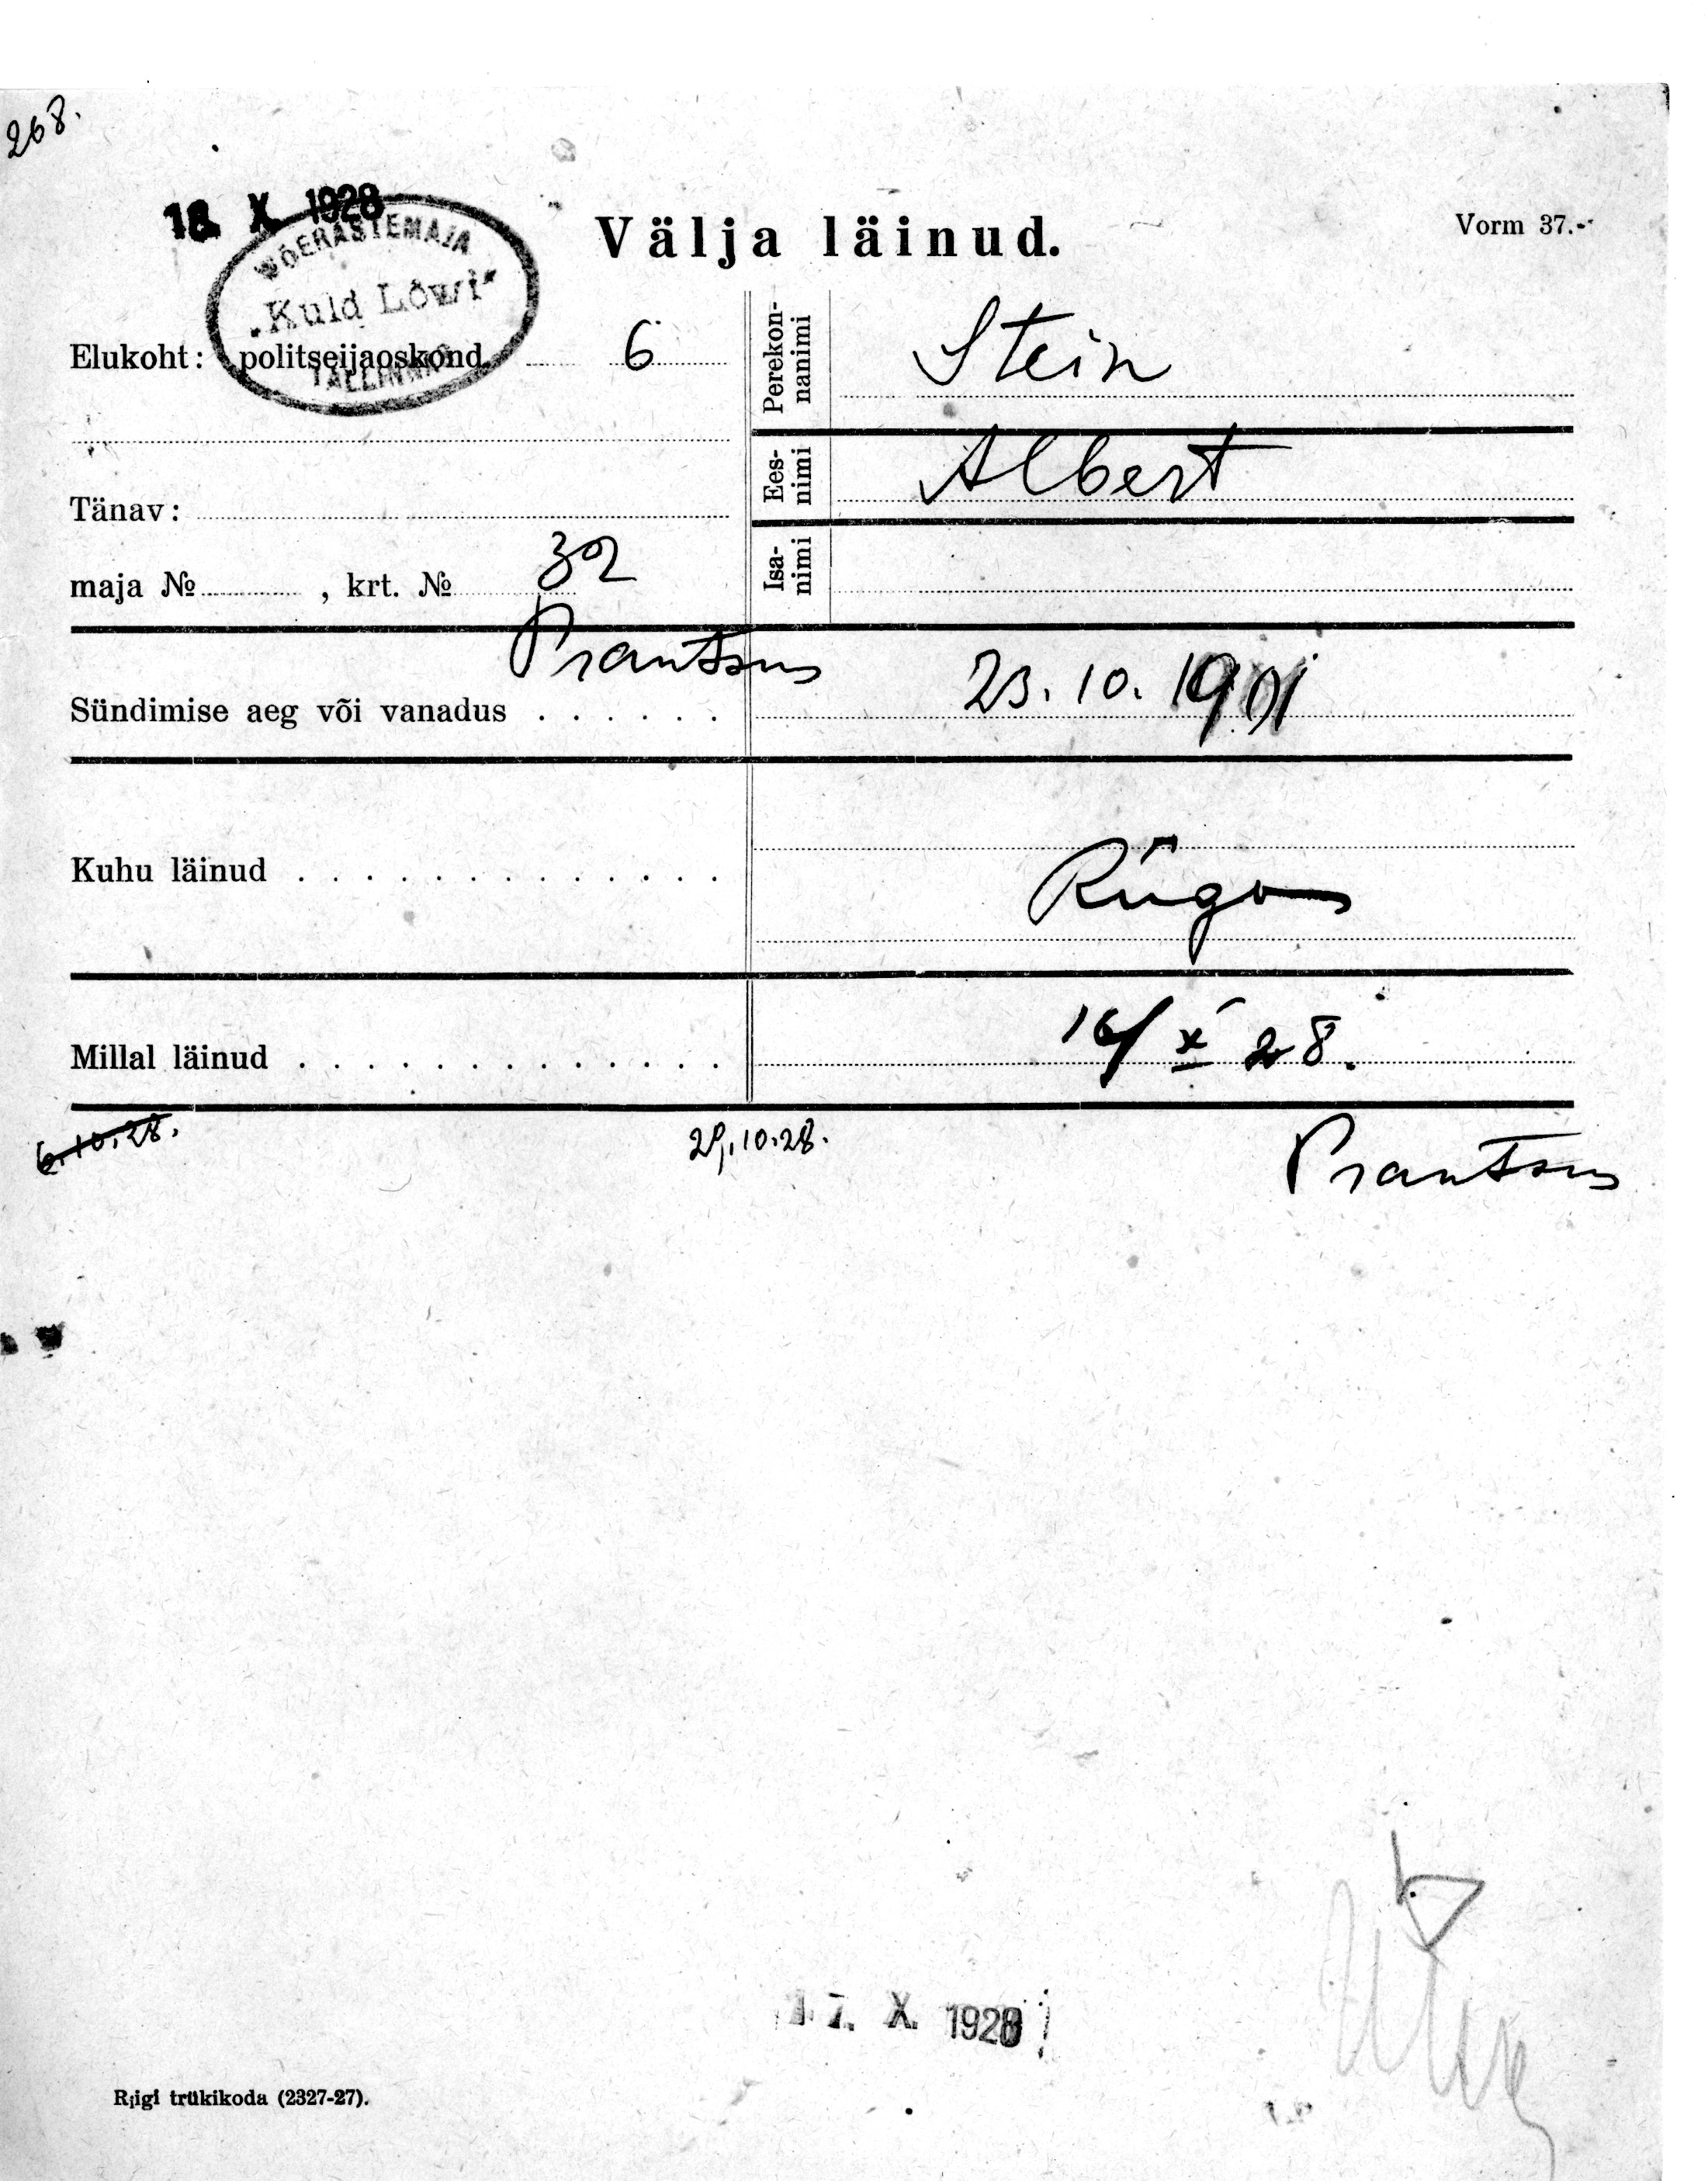 268.
18. X 1928
WÕERASTEMAJA
„Kuld Lõwi“
TALLINNAS
Välja läinud.
Vorm 37.
Elukoht: politseijaoskond 6
Perekon-
nanimi
Stein
Ees-
nimi
Albert
Tänav:
maja № , krt. № 32
Isa-
nimi
Prantsus
Sündimise aeg või vanadus 23. 10. 1901
Kuhu läinud Riiga
Millal läinud 16/X 28.
6.10.28.
29.10.28.
Prantsus
17. X. 1928
Riigi trükikoda (2327-27).